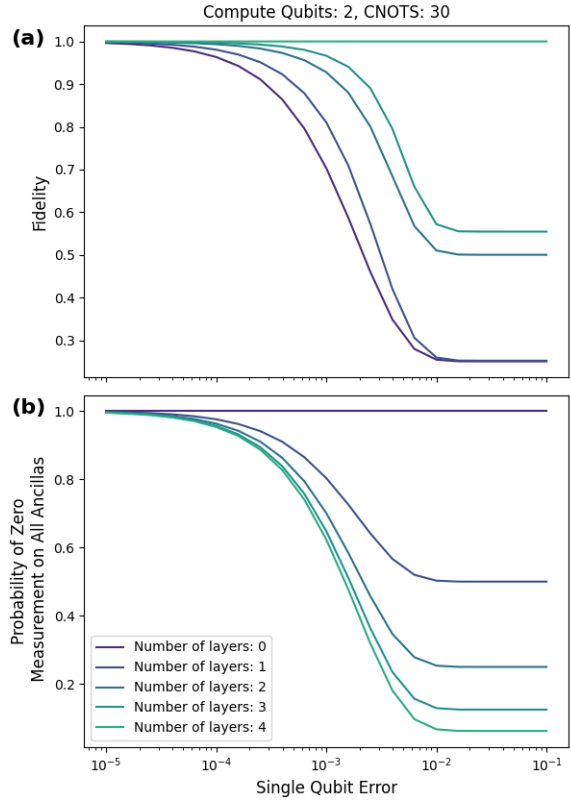 Compute Qubits: 2, CNOTS: 30
(a)
1.0
0.9
0.8
0.7
0.6
0.5
0.4
0.3
Fidelity
(b)
1.0
0.8
0.6
0.4
0.2
Probability of Zero
Measurement on All Ancillas
Number of layers: 0
Number of layers: 1
Number of layers: 2
Number of layers: 3
Number of layers: 4
10⁻⁵
10⁻⁴
10⁻³
10⁻²
10⁻¹
Single Qubit Error